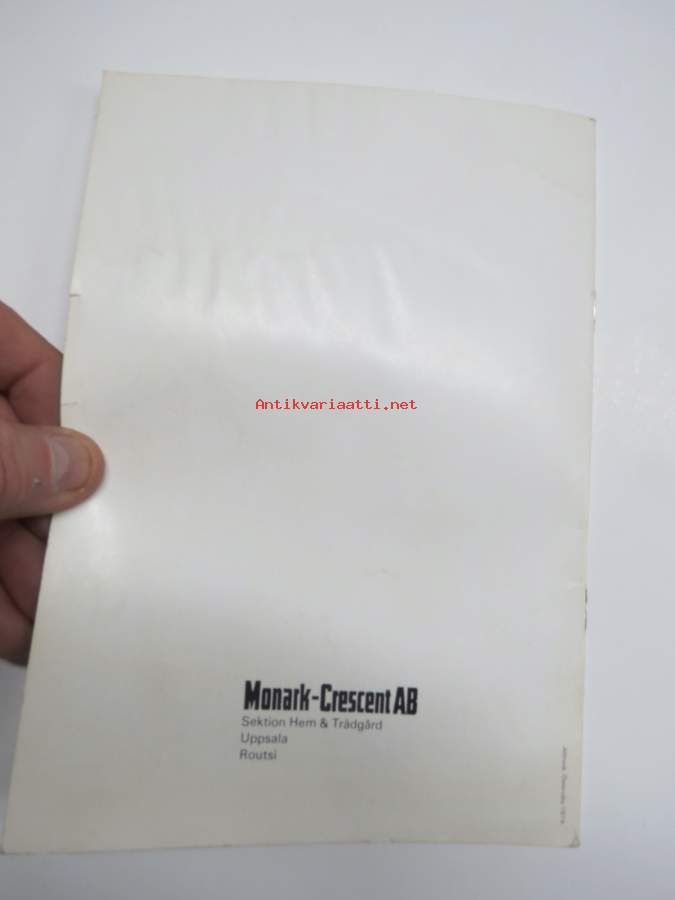 Antikvariaatti.net
Monark-Crescent AB
Sektion Hem & Trädgård
Uppsala
Routsi